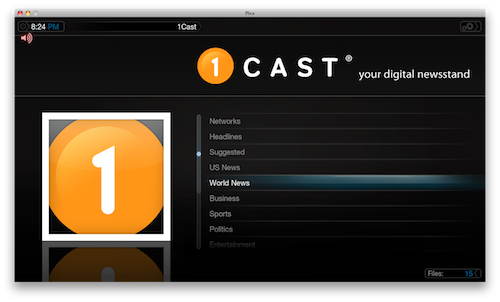 Plex
8:24 PM
1Cast
1 CAST®
your digital newsstand
1
Networks
Headlines
Suggested
US News
World News
Business
Sports
Politics
Entertainment
Files: 15